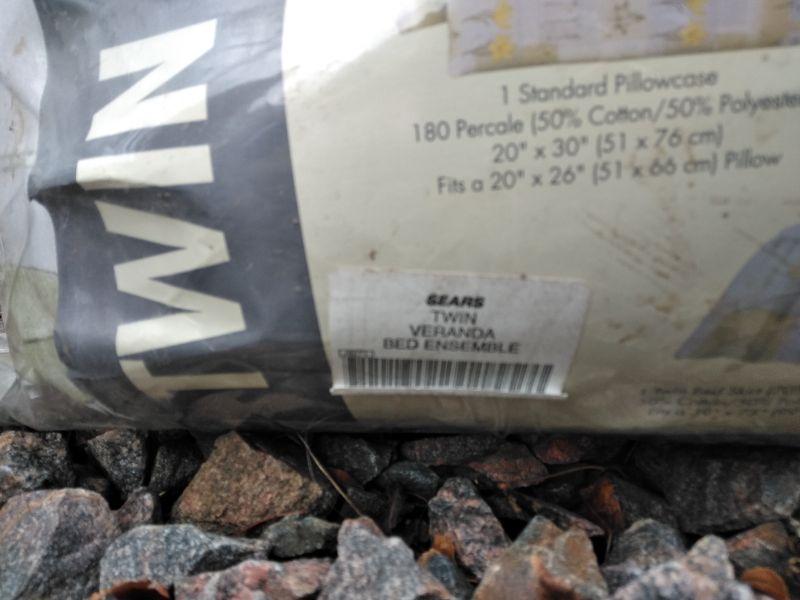 TWIN
1 Standard Pillowcase
180 Percale (50% Cotton/50% Polyester
20" x 30" (51 x 76 cm)
Fits a 20" x 26" (51 x 66 cm) Pillow
SEARS
TWIN
VERANDA
BED ENSEMBLE